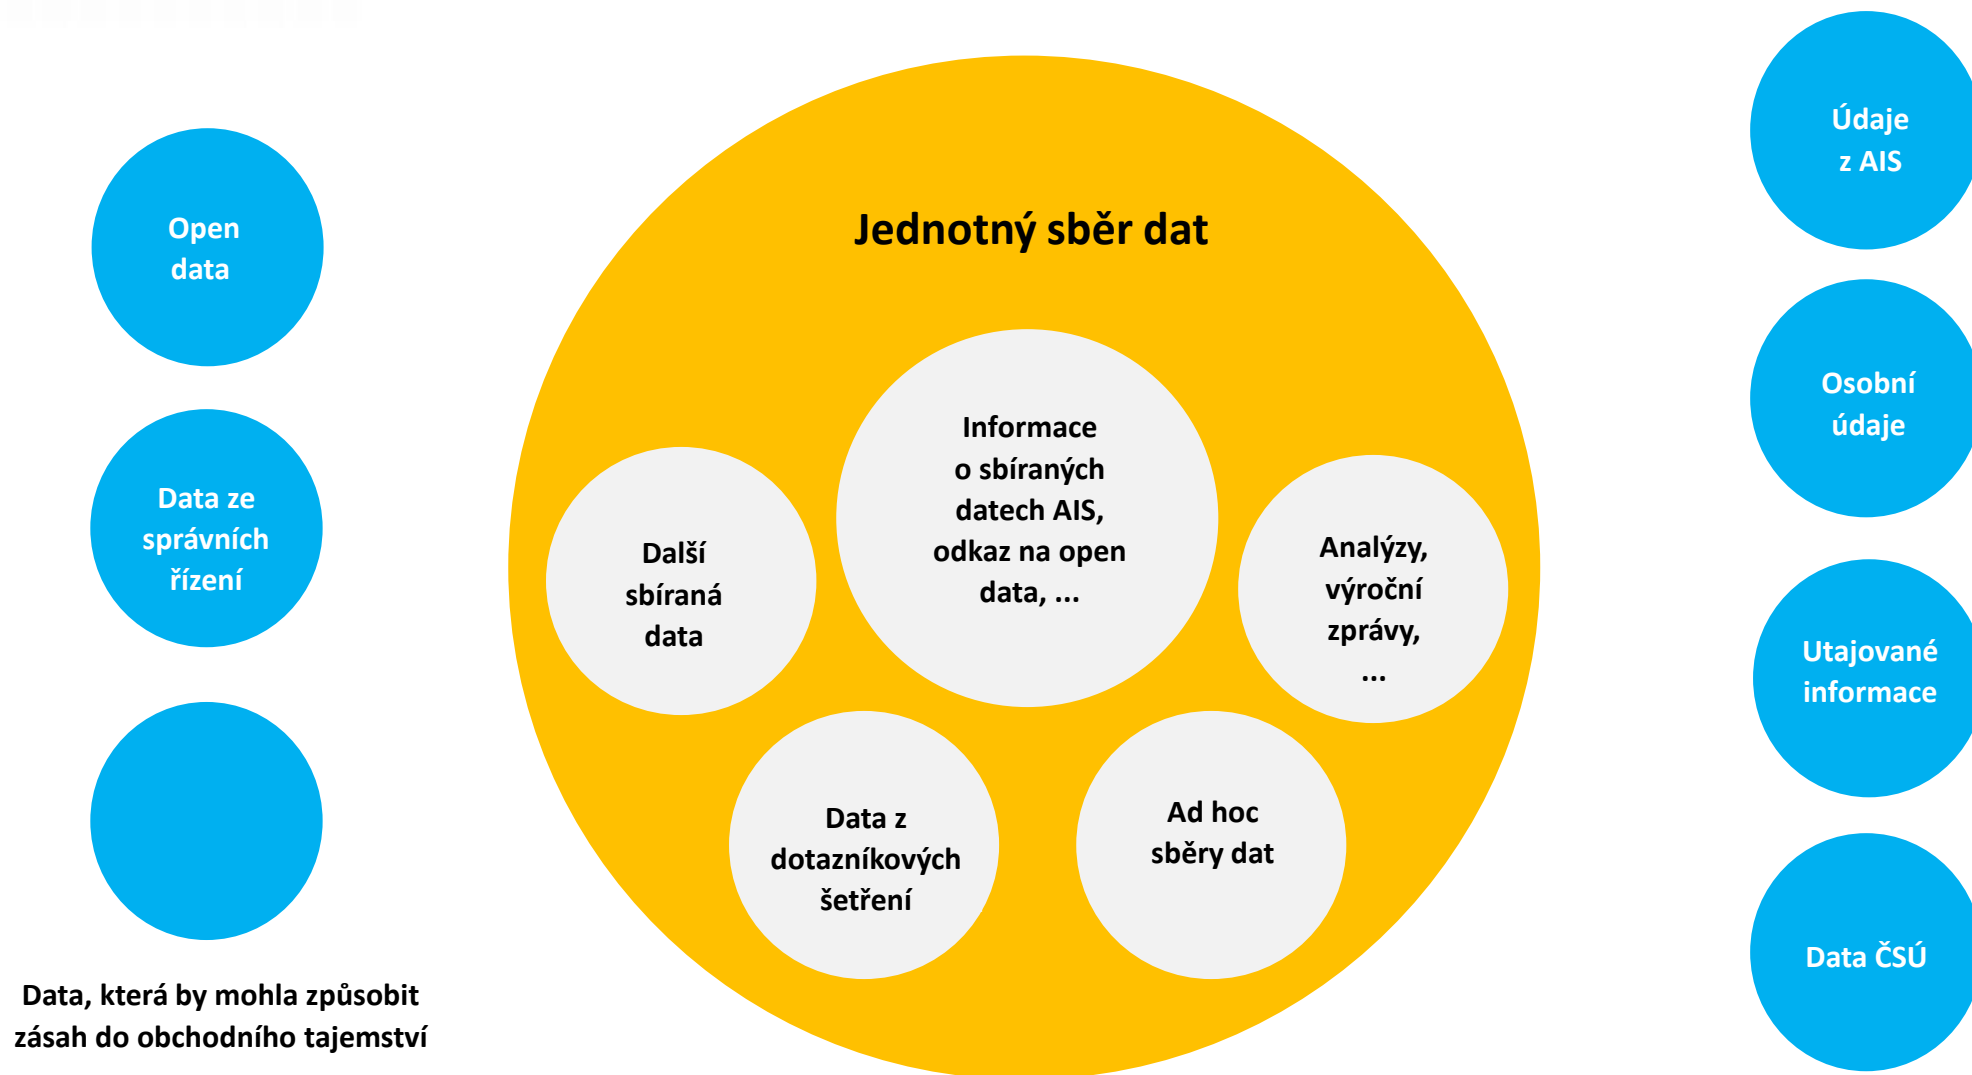 Open
data
Data ze
správních
řízení
Data, která by mohla způsobit
zásah do obchodního tajemství
Jednotný sběr dat
Informace
o sbíraných
datech AIS,
odkaz na open
data, ...
Další
sbíraná
data
Analýzy,
výroční
zprávy,
...
Data z
dotazníkových
šetření
Ad hoc
sběry dat
Údaje
z AIS
Osobní
údaje
Utajované
informace
Data ČSÚ